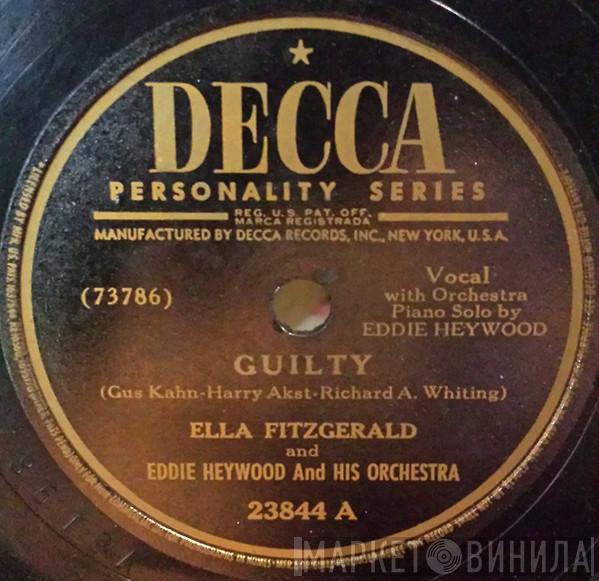 DECCA
PERSONALITY SERIES
REG. U.S. PAT. OFF.
MARCA REGISTRADA
MANUFACTURED BY DECCA RECORDS, INC., NEW YORK, U.S.A.
(73786)
Vocal
with Orchestra
Piano Solo by
EDDIE HEYWOOD
GUILTY
(Gus Kahn-Harry Akst-Richard A. Whiting)
ELLA FITZGERALD
and
EDDIE HEYWOOD And HIS ORCHESTRA
23844 A
МАРКЕТ ВИНИЛА